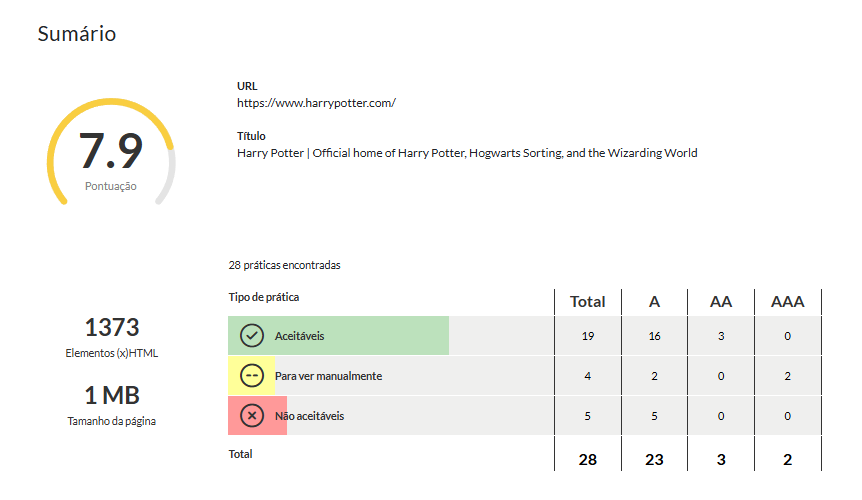 Sumário
URL
https://www.harrypotter.com/
Título
Harry Potter | Official home of Harry Potter, Hogwarts Sorting, and the Wizarding World
7.9
Pontuação
28 práticas encontradas
Tipo de prática Total A AA AAA
Aceitáveis 19 16 3 0
Para ver manualmente 4 2 0 2
Não aceitáveis 5 5 0 0
Total 28 23 3 2
1373
Elementos (x)HTML
1 MB
Tamanho da página